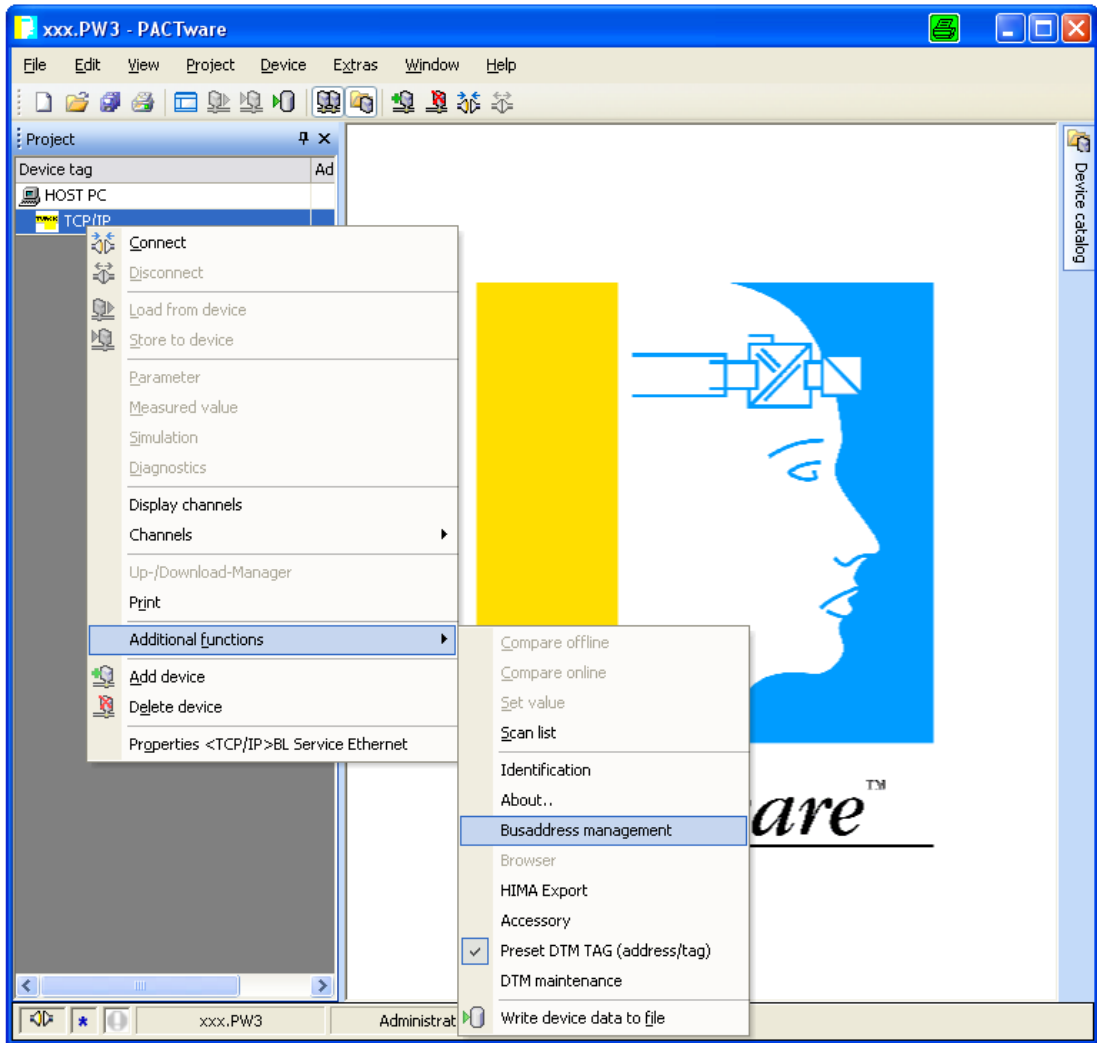 xxx.PW3 - PACTware
File Edit View Project Device Extras Window Help
Project
Device tag Ad
HOST PC
TURCK TCP/IP
Connect
Disconnect
Load from device
Store to device
Parameter
Measured value
Simulation
Diagnostics
Display channels
Channels
Up-/Download-Manager
Print
Additional functions
Add device
Delete device
Properties <TCP/IP>BL Service Ethernet
Compare offline
Compare online
Set value
Scan list
Identification
About..
Busaddress management
Browser
HIMA Export
Accessory
Preset DTM TAG (address/tag)
DTM maintenance
Write device data to file
Device catalog
are™
xxx.PW3 Administrat